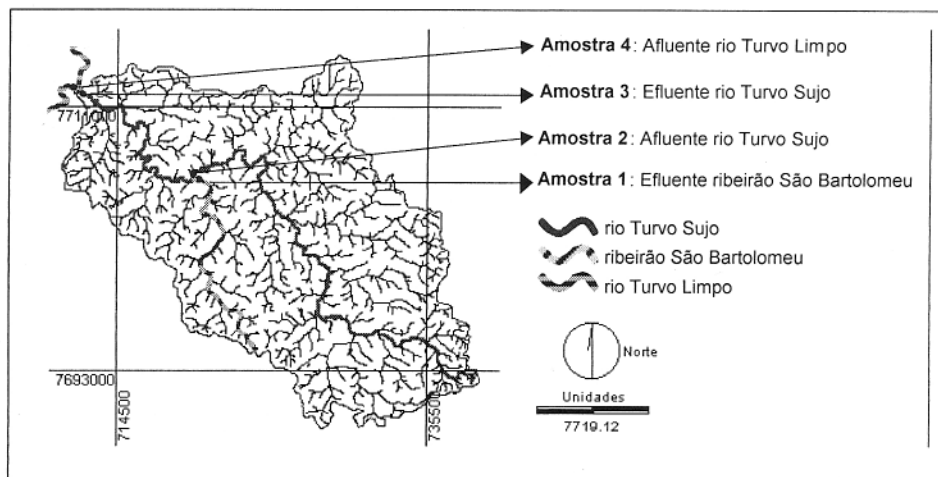 Amostra 4: Afluente rio Turvo Limpo
Amostra 3: Efluente rio Turvo Sujo
7711000
Amostra 2: Afluente rio Turvo Sujo
Amostra 1: Efluente ribeirão São Bartolomeu
rio Turvo Sujo
ribeirão São Bartolomeu
rio Turvo Limpo
Norte
7693000
714500
735500
Unidades
7719.12